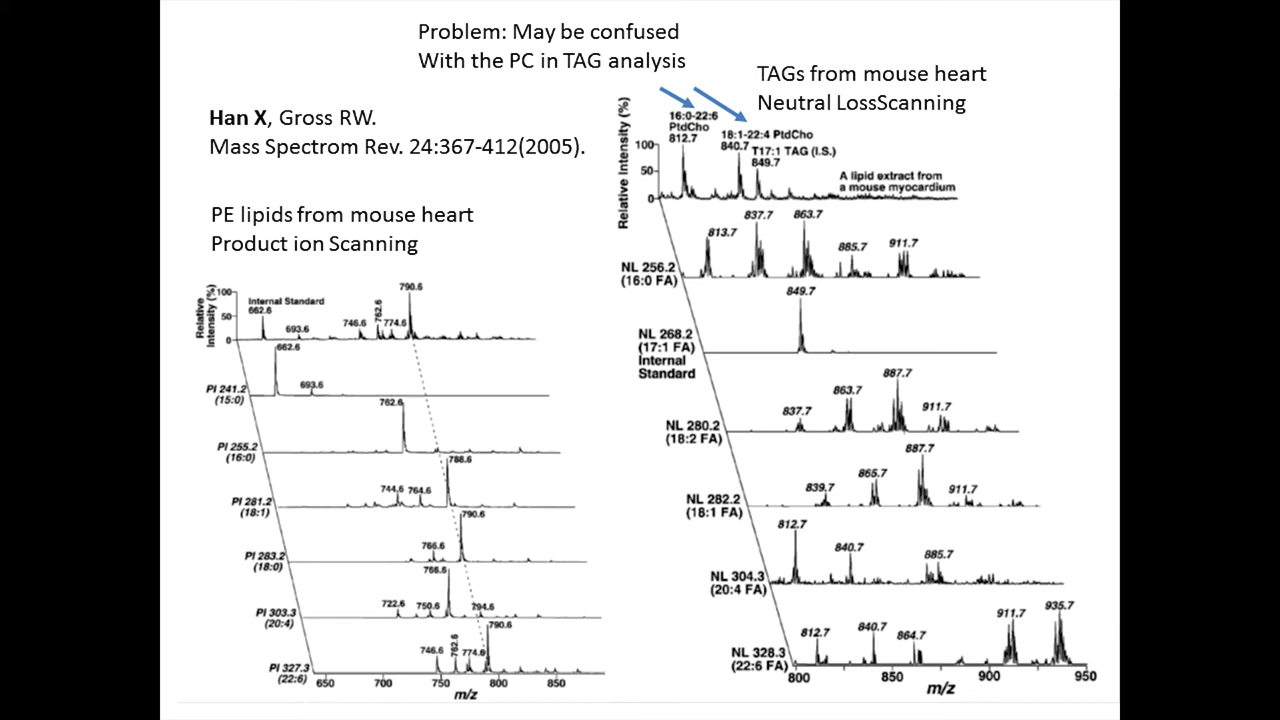 Problem: May be confused
With the PC in TAG analysis
TAGs from mouse heart
Neutral LossScanning
Han X, Gross RW.
Mass Spectrom Rev. 24:367-412(2005).
PE lipids from mouse heart
Product ion Scanning
Relative
Intensity (%)
100
50
0
Internal Standard
662.6
693.6
746.6
762.6
774.6
790.6
PI 241.2
(15:0)
662.6
693.6
PI 255.2
(16:0)
762.6
PI 281.2
(18:1)
744.6
764.6
788.6
PI 283.2
(18:0)
766.6
790.6
PI 303.3
(20:4)
722.6
750.6
766.6
794.6
PI 327.3
(22:6)
746.6
762.6
774.6
790.6
650
700
750
800
850
m/z
Relative Intensity (%)
100
50
0
16:0-22:6
PtdCho
812.7
18:1-22:4 PtdCho
840.7
T17:1 TAG (I.S.)
849.7
A lipid extract from
a mouse myocardium
NL 256.2
(16:0 FA)
813.7
837.7
863.7
885.7
911.7
NL 268.2
(17:1 FA)
Internal
Standard
849.7
NL 280.2
(18:2 FA)
837.7
863.7
887.7
911.7
NL 282.2
(18:1 FA)
839.7
865.7
887.7
911.7
NL 304.3
(20:4 FA)
812.7
840.7
885.7
NL 328.3
(22:6 FA)
812.7
840.7
864.7
911.7
935.7
800
850
900
950
m/z